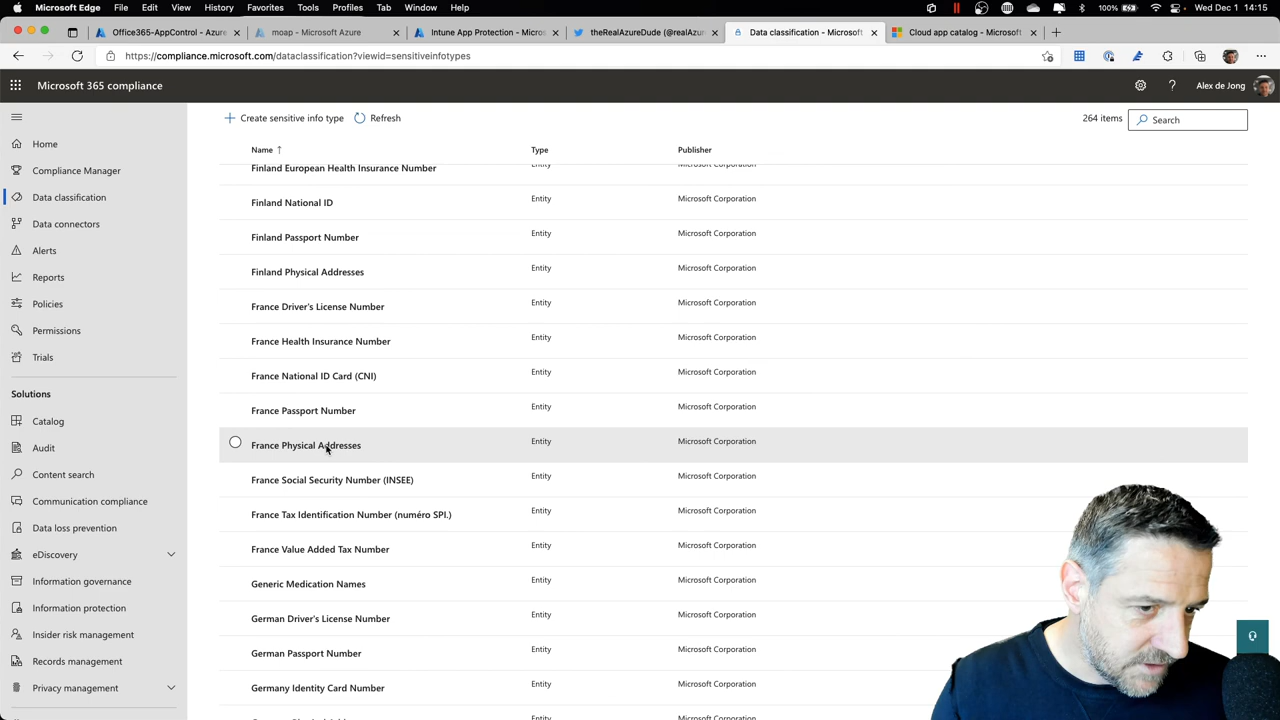 Microsoft Edge File Edit View History Favorites Tools Profiles Tab Window Help 100% Wed Dec 1 14:15
Office365-AppControl - Azure moap - Microsoft Azure Intune App Protection - Micros theRealAzureDude (@realAzur Data classification - Microsoft Cloud app catalog - Microsoft
https://compliance.microsoft.com/dataclassification?viewid=sensitiveinfotypes
Microsoft 365 compliance Alex de Jong
Create sensitive info type Refresh 264 items Search
Home
Compliance Manager
Data classification
Data connectors
Alerts
Reports
Policies
Permissions
Trials
Solutions
Catalog
Audit
Content search
Communication compliance
Data loss prevention
eDiscovery
Information governance
Information protection
Insider risk management
Records management
Privacy management
Name ↑ Type Publisher
Finland European Health Insurance Number Entity Microsoft Corporation
Finland National ID Entity Microsoft Corporation
Finland Passport Number Entity Microsoft Corporation
Finland Physical Addresses Entity Microsoft Corporation
France Driver's License Number Entity Microsoft Corporation
France Health Insurance Number Entity Microsoft Corporation
France National ID Card (CNI) Entity Microsoft Corporation
France Passport Number Entity Microsoft Corporation
France Physical Addresses Entity Microsoft Corporation
France Social Security Number (INSEE) Entity Microsoft Corporation
France Tax Identification Number (numéro SPI.) Entity Microsoft Corporation
France Value Added Tax Number Entity Microsoft Corporation
Generic Medication Names Entity Microsoft Corporation
German Driver's License Number Entity Microsoft Corporation
German Passport Number Entity Microsoft Corporation
Germany Identity Card Number Entity Microsoft Corporation
Entity Microsoft Corporation